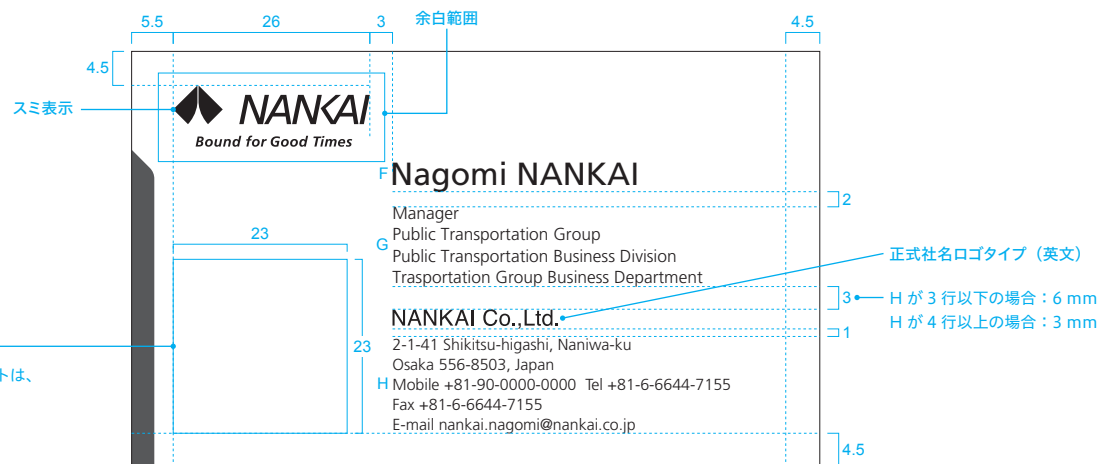 5.5
26
3
余白範囲
4.5
4.5
スミ表示
NANKAI
Bound for Good Times
F
Nagomi NANKAI
2
Manager
23
G
Public Transportation Group
Public Transportation Business Division
正式社名ロゴタイプ（英文）
Trasportation Group Business Department
3
H が 3 行以下の場合：6 mm
H が 4 行以上の場合：3 mm
NANKAI Co.,Ltd.
1
23
2-1-41 Shikitsu-higashi, Naniwa-ku
Osaka 556-8503, Japan
トは、
H
Mobile +81-90-0000-0000 Tel +81-6-6644-7155
Fax +81-6-6644-7155
E-mail nankai.nagomi@nankai.co.jp
4.5